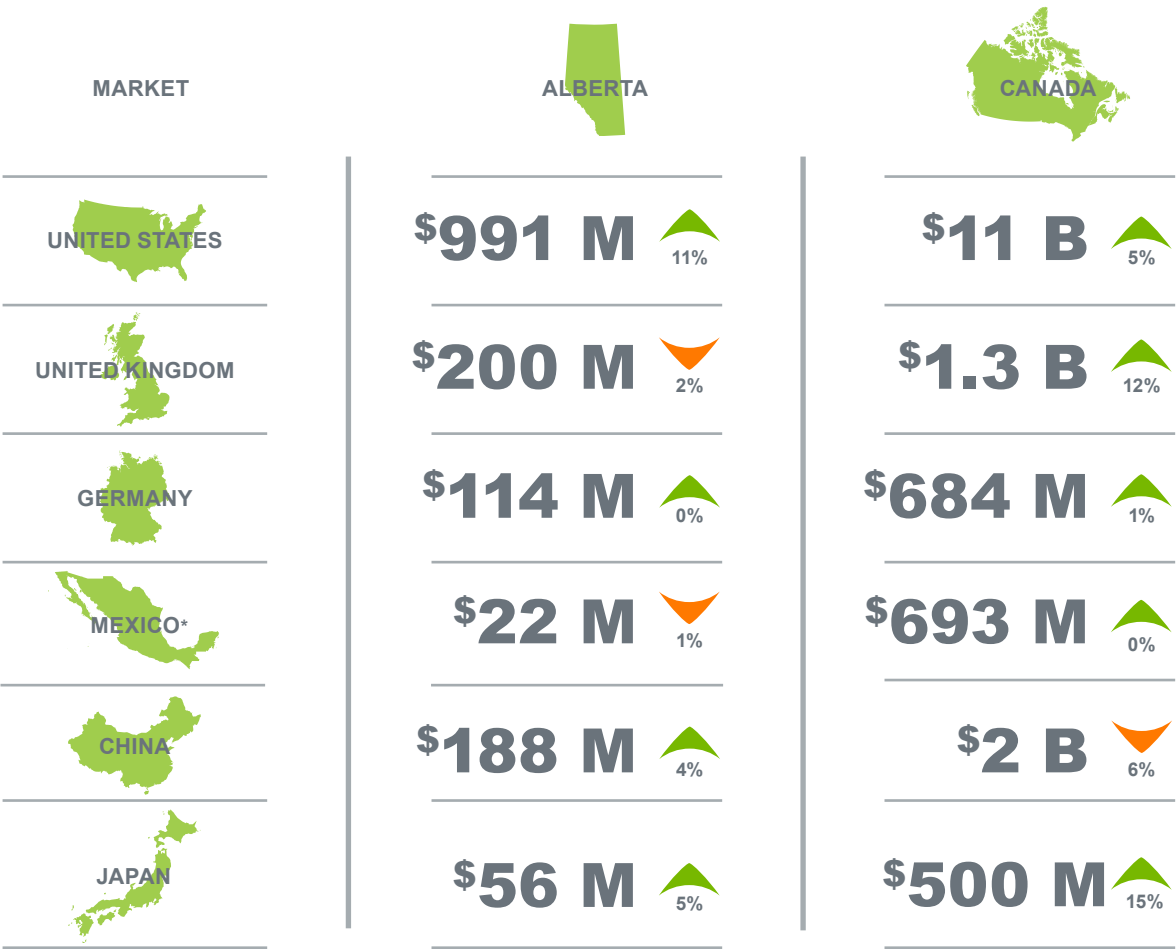 MARKET
ALBERTA
CANADA
UNITED STATES
$991 M
11%
$11 B
5%
UNITED KINGDOM
$200 M
2%
$1.3 B
12%
GERMANY
$114 M
0%
$684 M
1%
MEXICO*
$22 M
1%
$693 M
0%
CHINA
$188 M
4%
$2 B
6%
JAPAN
$56 M
5%
$500 M
15%